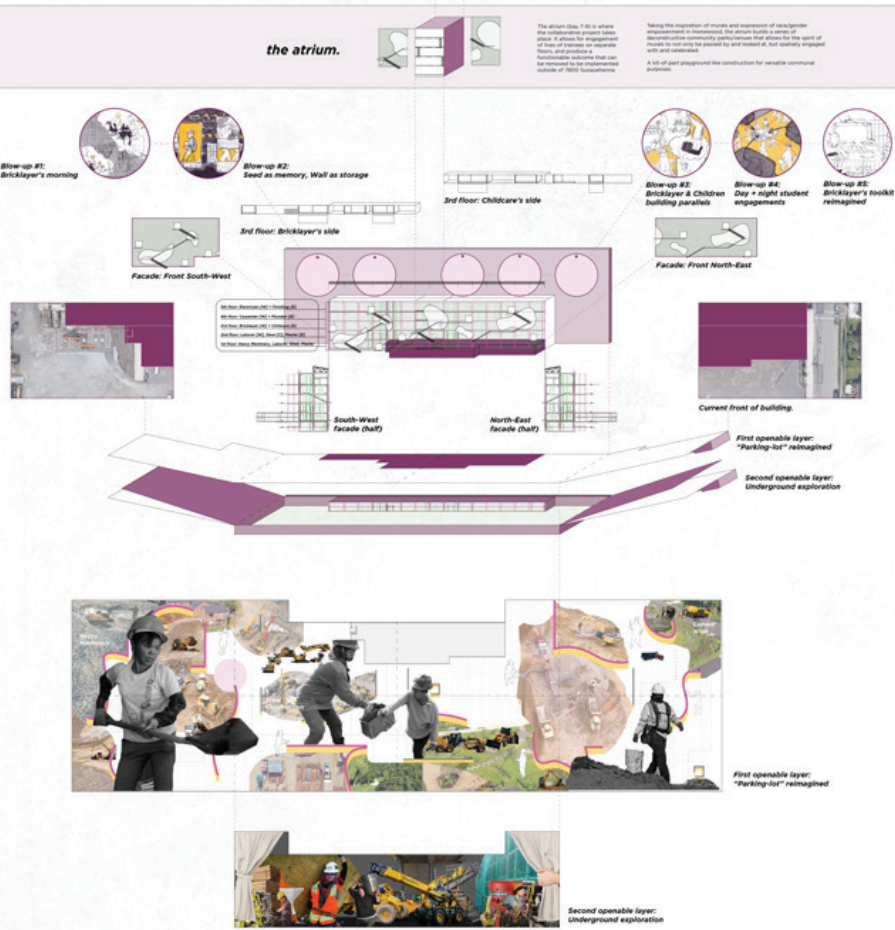 the atrium.
The atrium (bay 7-8) is where
the collaborative project takes
place. It allows for engagement
of lives of trainees on separate
floors, and produce a
functionable outcome that can
be removed to be implemented
outside of 7800 Susquehanna.
Taking the inspiration of murals and expression of race/gender
empowerment in Homewood, the atrium builds a series of
deconstructive community parks/venues that allows for the spirit of
murals to not only be passed by and looked at, but spatially engaged
with and celebrated.
A kit-of-part playground like construction for versatile communal
purposes.
Blow-up #1:
Bricklayer's morning
Blow-up #2:
Seed as memory, Wall as storage
Blow-up #3:
Bricklayer & Children
building parallels
Blow-up #4:
Day + night student
engagements
Blow-up #5:
Bricklayer's toolkit
reimagined
3rd floor: Childcare's side
3rd floor: Bricklayer's side
Facade: Front South-West
Facade: Front North-East
South-West
facade (half)
North-East
facade (half)
Current front of building.
First openable layer:
"Parking-lot" reimagined
Second openable layer:
Underground exploration
First openable layer:
"Parking-lot" reimagined
Second openable layer:
Underground exploration